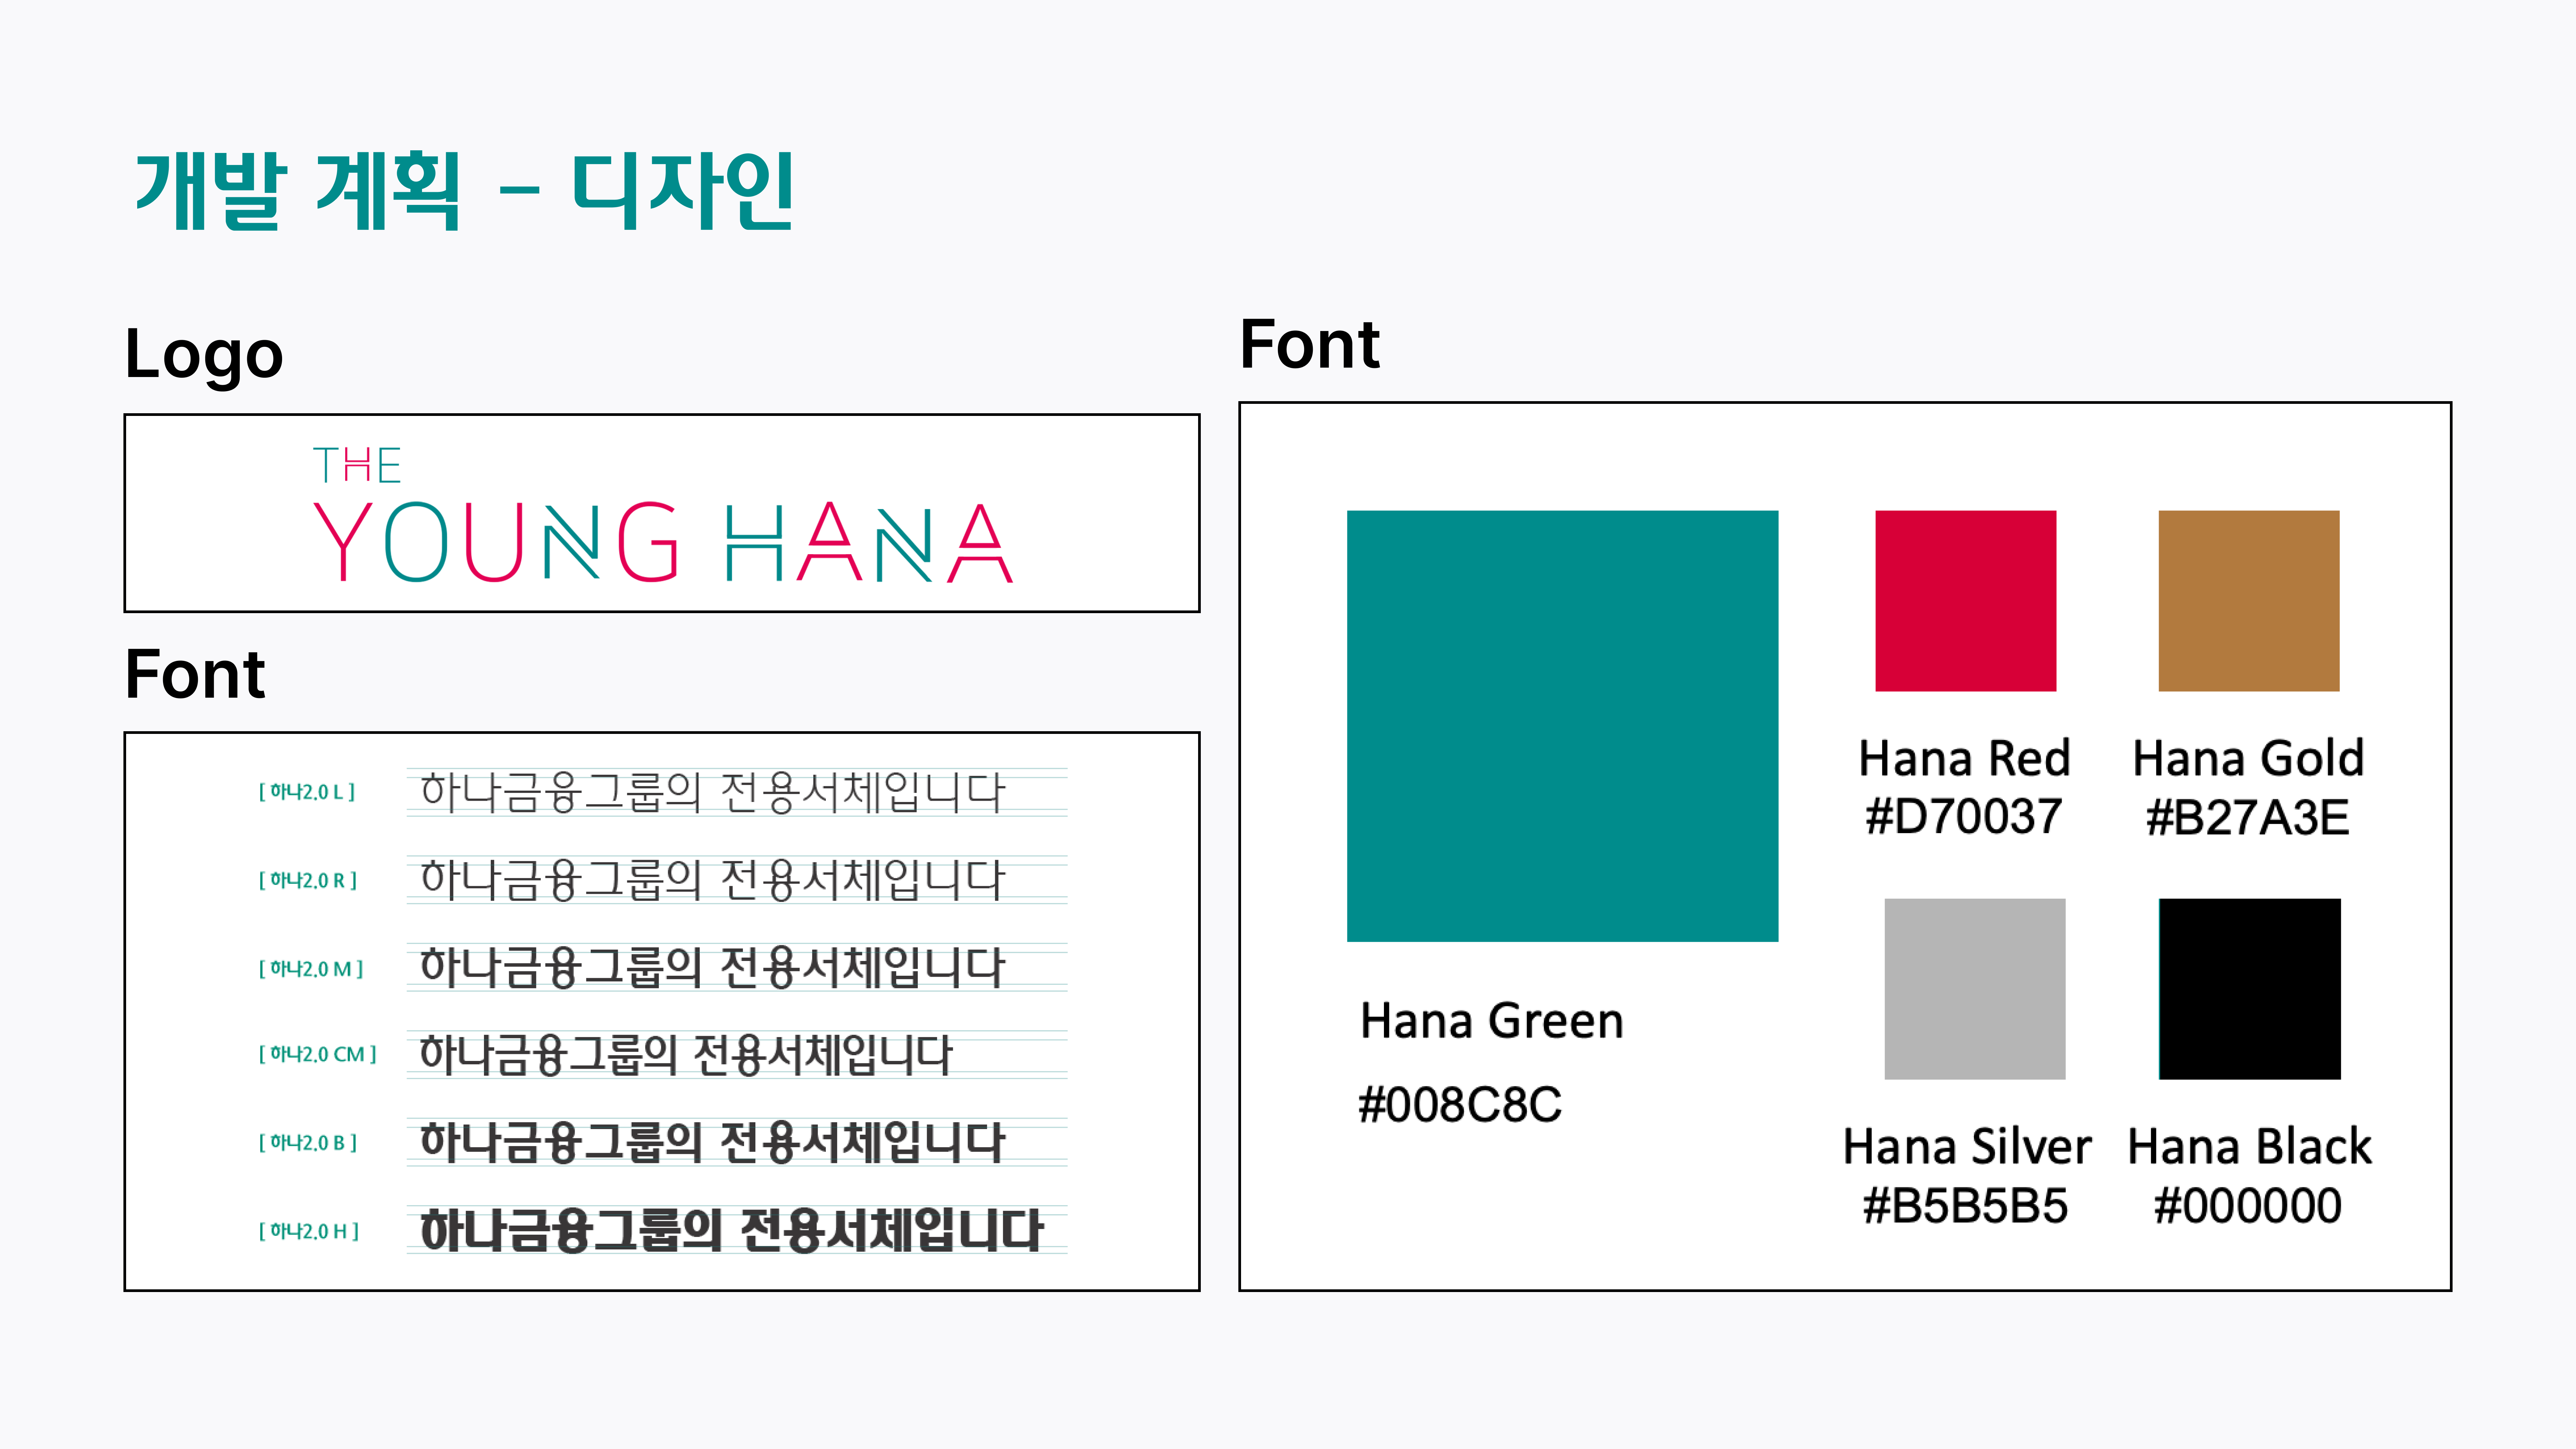 개발 계획 - 디자인
Logo
THE
YOUNG HANA
Font
[ 하나2.0 L ] 하나금융그룹의 전용서체입니다
[ 하나2.0 R ] 하나금융그룹의 전용서체입니다
[ 하나2.0 M ] 하나금융그룹의 전용서체입니다
[ 하나2.0 CM ] 하나금융그룹의 전용서체입니다
[ 하나2.0 B ] 하나금융그룹의 전용서체입니다
[ 하나2.0 H ] 하나금융그룹의 전용서체입니다
Font
Hana Green
#008C8C
Hana Red
#D70037
Hana Gold
#B27A3E
Hana Silver
#B5B5B5
Hana Black
#000000